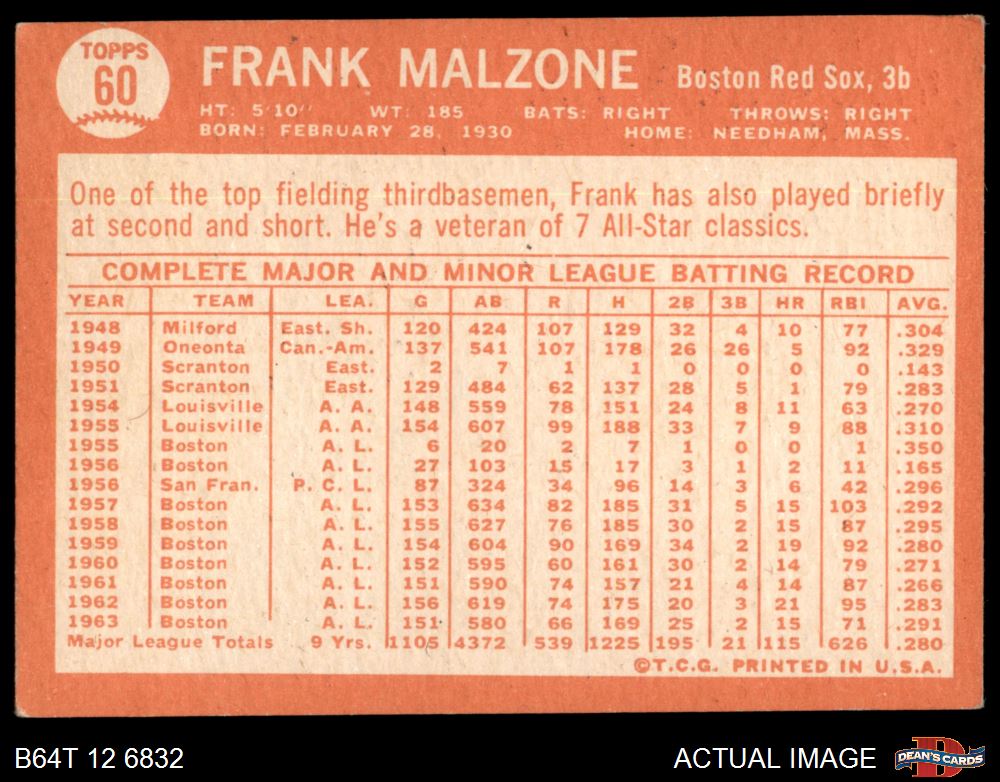 TOPPS
60
FRANK MALZONE Boston Red Sox, 3b
HT: 5'10" WT: 185 BATS: RIGHT THROWS: RIGHT
BORN: FEBRUARY 28, 1930 HOME: NEEDHAM, MASS.
One of the top fielding thirdbasemen, Frank has also played briefly
at second and short. He's a veteran of 7 All-Star classics.
COMPLETE MAJOR AND MINOR LEAGUE BATTING RECORD
YEAR TEAM LEA. G AB R H 2B 3B HR RBI AVG.
1948 Milford East. Sh. 120 424 107 129 32 4 10 77 .304
1949 Oneonta Can.-Am. 137 541 107 178 26 26 5 92 .329
1950 Scranton East. 2 7 1 1 0 0 0 0 .143
1951 Scranton East. 129 484 62 137 28 5 1 79 .283
1954 Louisville A. A. 148 559 78 151 24 8 11 63 .270
1955 Louisville A. A. 154 607 99 188 33 7 9 88 .310
1955 Boston A. L. 6 20 2 7 1 0 0 1 .350
1956 Boston A. L. 27 103 15 17 3 1 2 11 .165
1956 San Fran. P. C. L. 87 324 34 96 14 3 6 42 .296
1957 Boston A. L. 153 634 82 185 31 5 15 103 .292
1958 Boston A. L. 155 627 76 185 30 2 15 87 .295
1959 Boston A. L. 154 604 90 169 34 2 19 92 .280
1960 Boston A. L. 152 595 60 161 30 2 14 79 .271
1961 Boston A. L. 151 590 74 157 21 4 14 87 .266
1962 Boston A. L. 156 619 74 175 20 3 21 95 .283
1963 Boston A. L. 151 580 66 169 25 2 15 71 .291
Major League Totals 9 Yrs. 1105 4372 539 1225 195 21 115 626 .280
©T.C.G. PRINTED IN U.S.A.
B64T 12 6832 ACTUAL IMAGE D DEAN'S CARDS